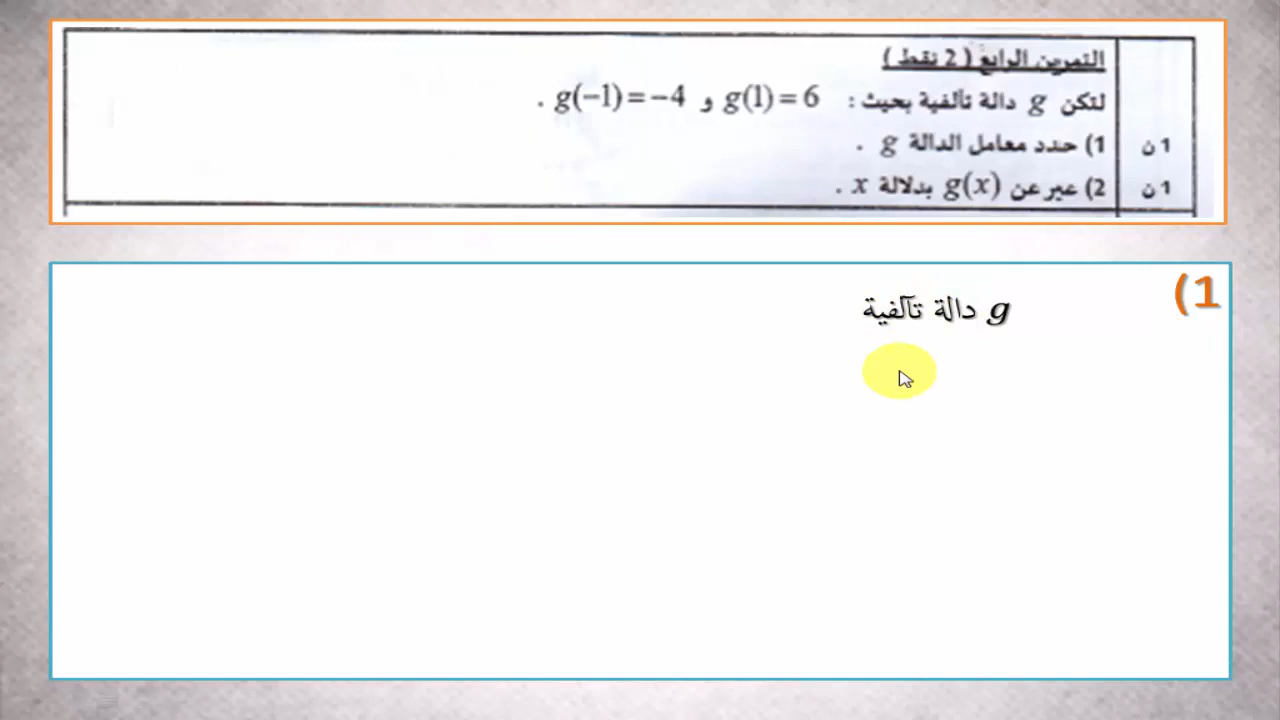 التمرين الرابع ( 2 نقط )
لتكن g دالة تألفية بحيث : g(1)=6 و g(−1)=−4 .
1 ن 1) حدد معامل الدالة g .
1 ن 2) عبر عن g(x) بدلالة x .
1)
g دالة تآلفية